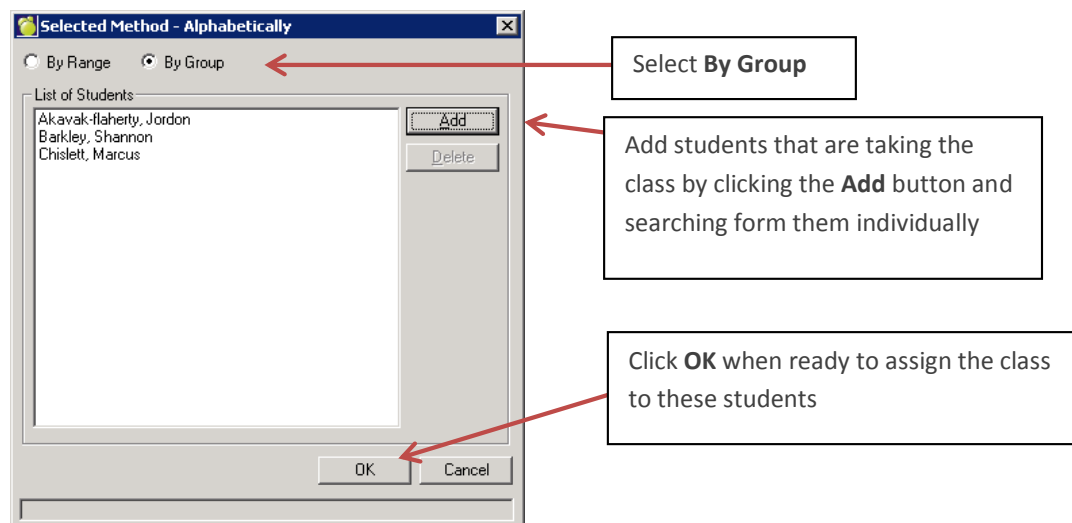 Selected Method - Alphabetically
By Range By Group
Select By Group
List of Students
Akavak-flaherty, Jordon
Barkley, Shannon
Chislett, Marcus
Add
Delete
Add students that are taking the
class by clicking the Add button and
searching form them individually
Click OK when ready to assign the class
to these students
OK Cancel